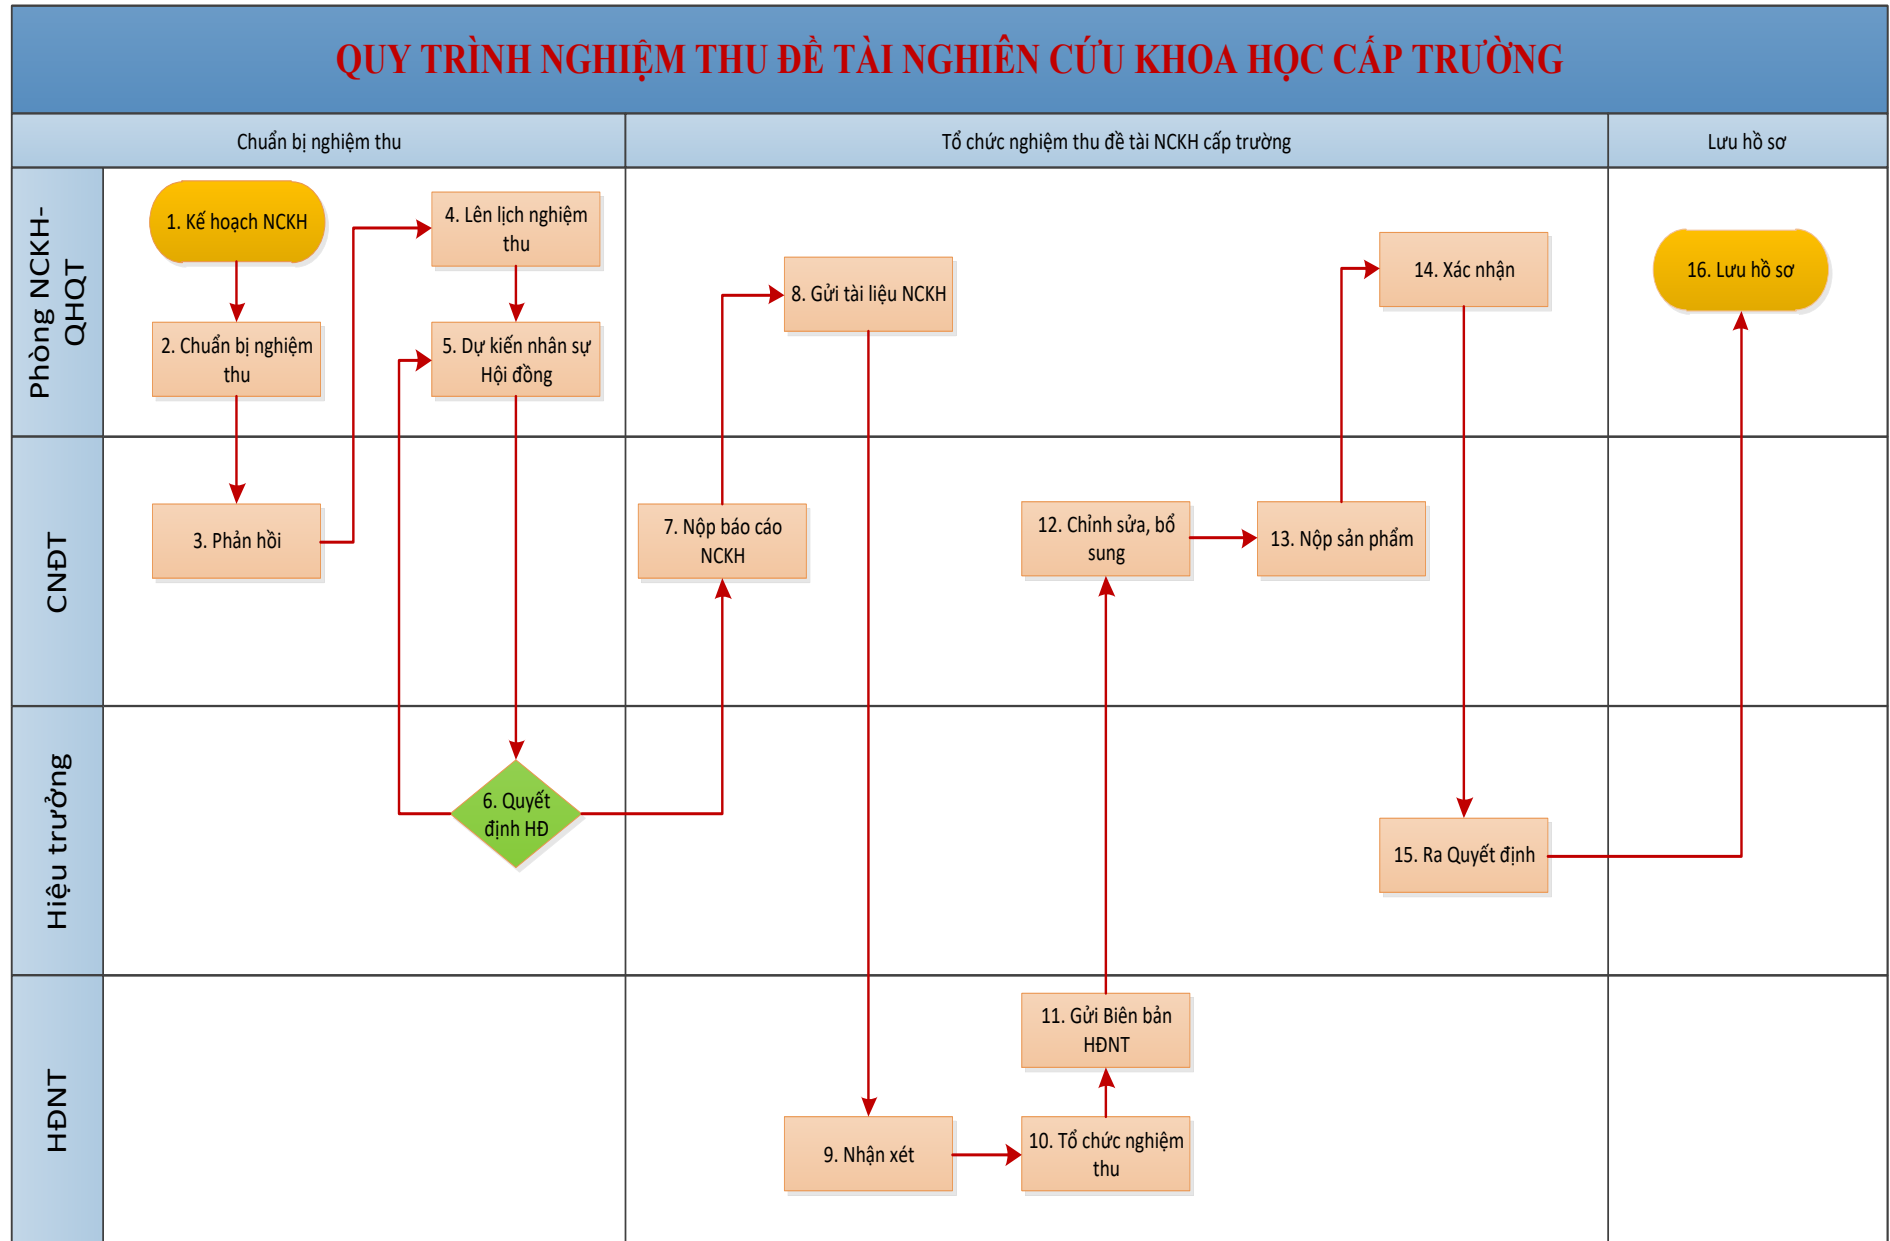 QUY TRÌNH NGHIỆM THU ĐỀ TÀI NGHIÊN CỨU KHOA HỌC CẤP TRƯỜNG
Chuẩn bị nghiệm thu
Tổ chức nghiệm thu đề tài NCKH cấp trường
Lưu hồ sơ
Phòng NCKH-
QHQT
1. Kế hoạch NCKH
2. Chuẩn bị nghiệm
thu
4. Lên lịch nghiệm
thu
5. Dự kiến nhân sự
Hội đồng
8. Gửi tài liệu NCKH
14. Xác nhận
16. Lưu hồ sơ
CNĐT
3. Phản hồi
7. Nộp báo cáo
NCKH
12. Chỉnh sửa, bổ
sung
13. Nộp sản phẩm
Hiệu trưởng
6. Quyết
định HĐ
15. Ra Quyết định
HĐNT
9. Nhận xét
10. Tổ chức nghiệm
thu
11. Gửi Biên bản
HĐNT